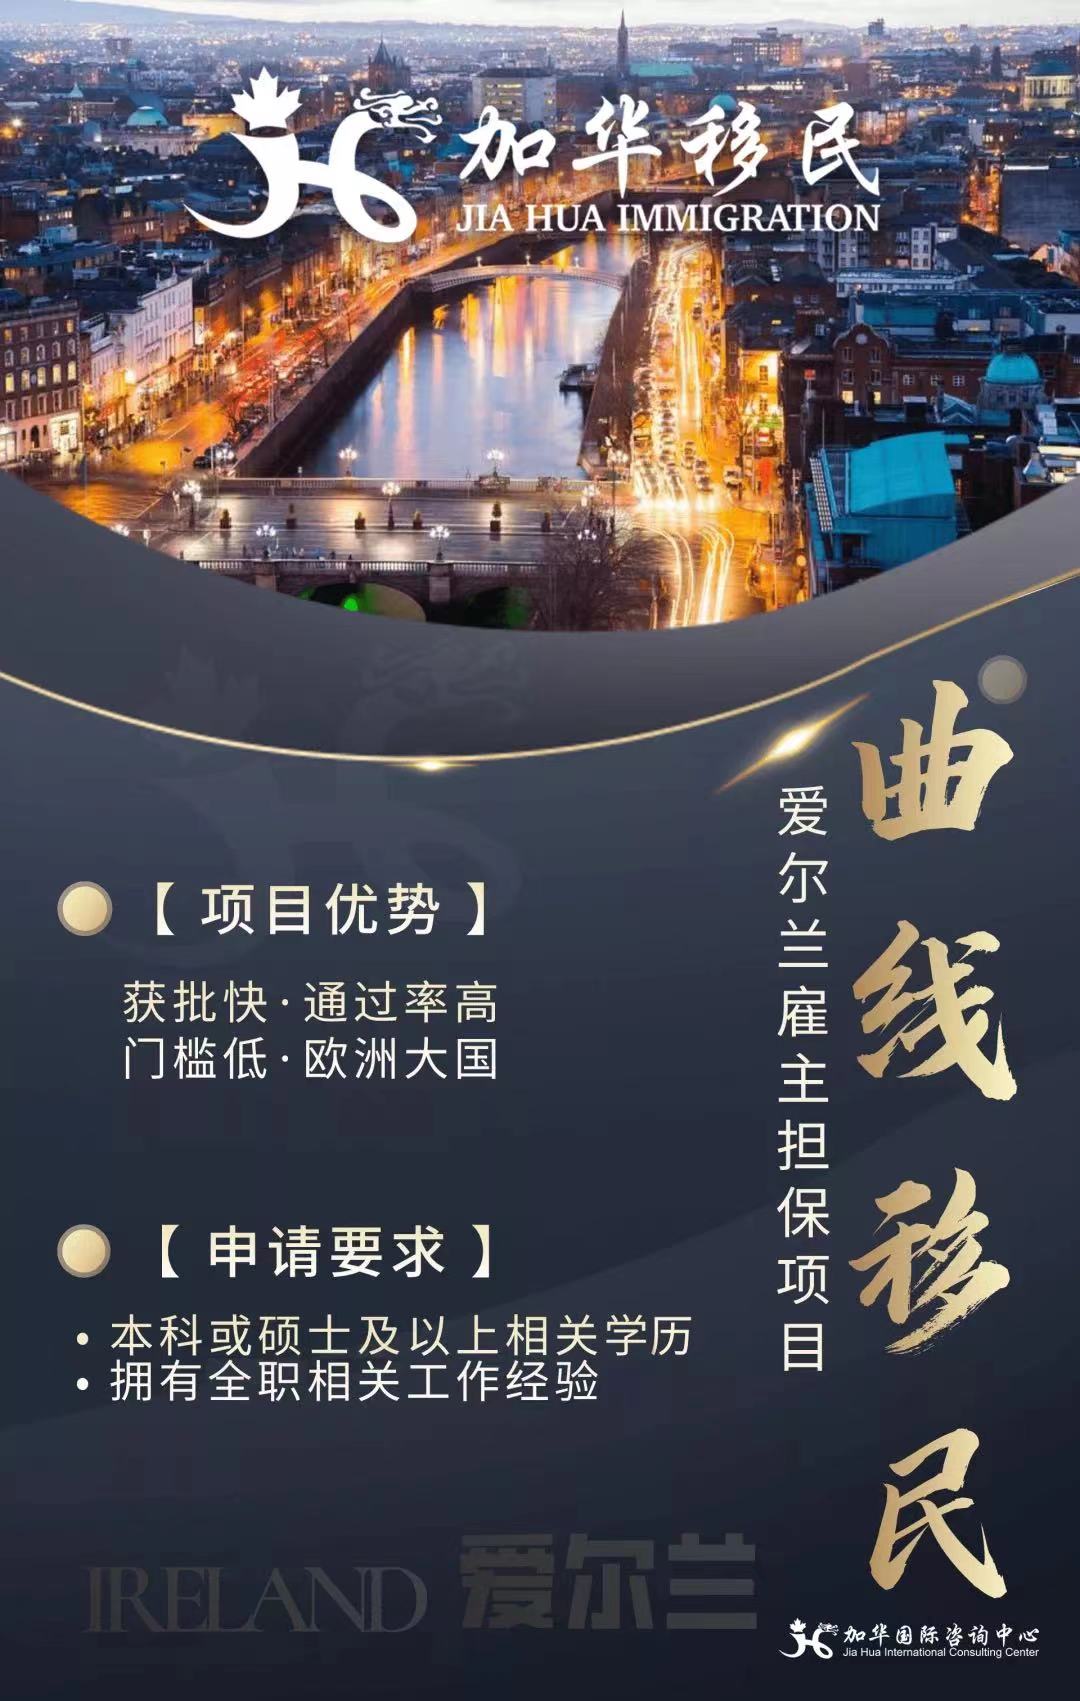 加华移民
JIA HUA IMMIGRATION
曲线移民
爱尔兰雇主担保项目
【 项目优势 】
获批快·通过率高
门槛低·欧洲大国
【 申请要求 】
• 本科或硕士及以上相关学历
• 拥有全职相关工作经验
IRELAND 爱尔兰
加华国际咨询中心
Jia Hua International Consulting Center